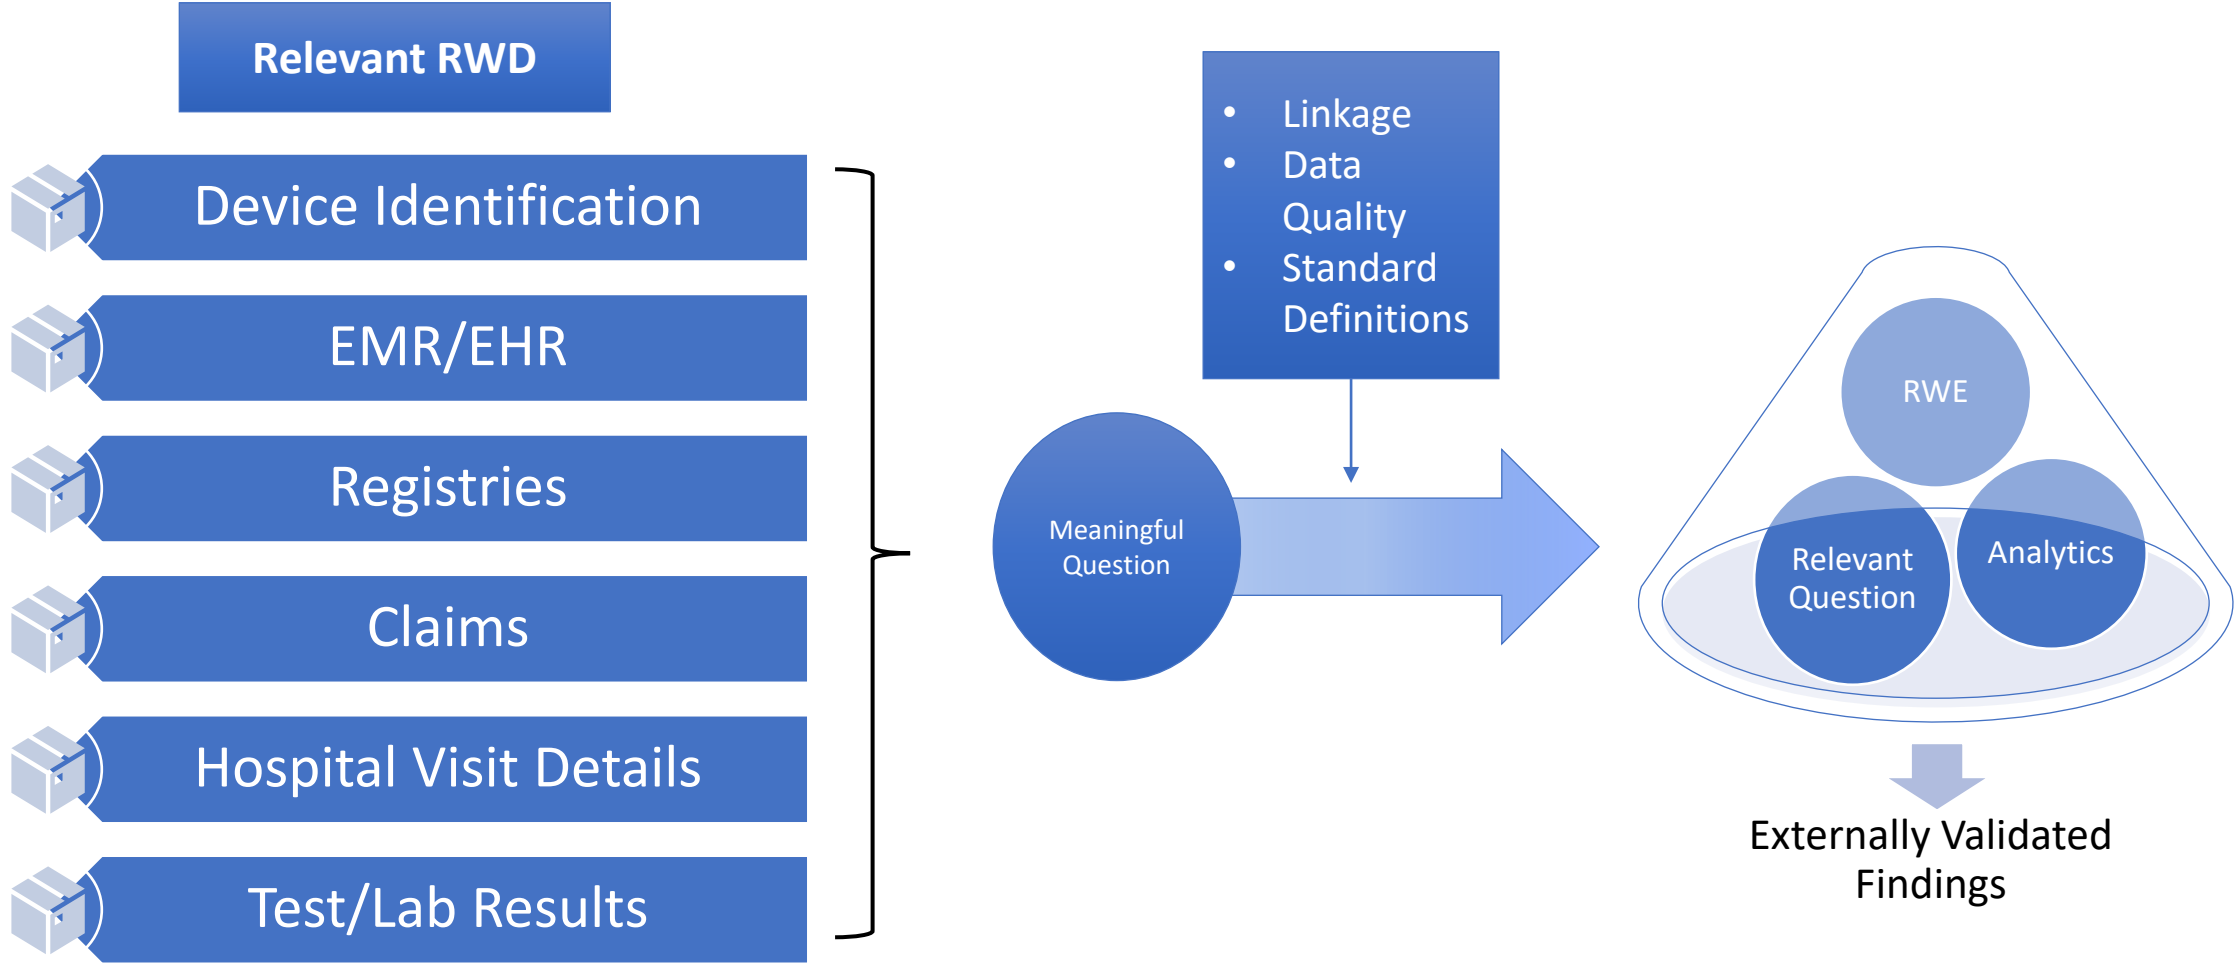 Relevant RWD
Device Identification
EMR/EHR
Registries
Claims
Hospital Visit Details
Test/Lab Results
Meaningful
Question
• Linkage
• Data
Quality
• Standard
Definitions
RWE
Relevant
Question
Analytics
Externally Validated
Findings